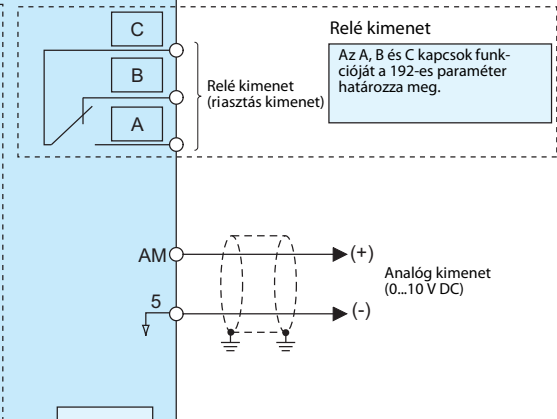 Relé kimenet
C
B
A
Relé kimenet
(riasztás kimenet)
Az A, B és C kapcsok funk-
cióját a 192-es paraméter
határozza meg.
AM
(+)
5
(-)
Analóg kimenet
(0...10 V DC)